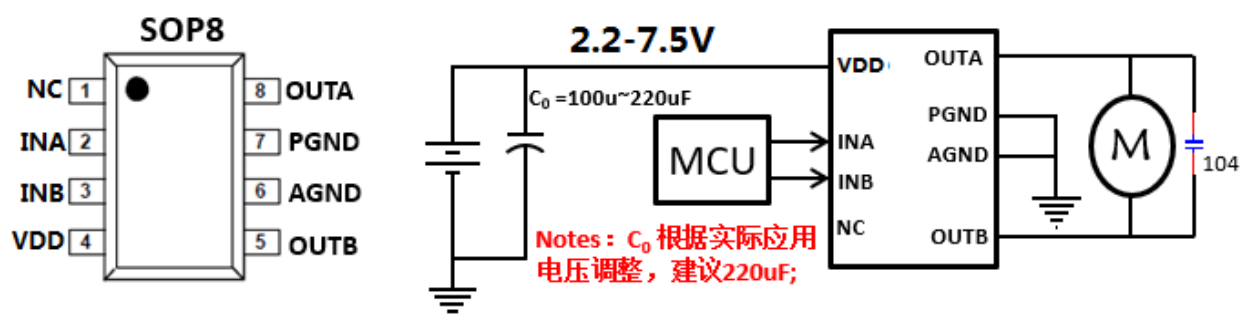 SOP8
NC 1
8 OUTA
INA 2
7 PGND
INB 3
6 AGND
VDD 4
5 OUTB
2.2-7.5V
C₀ =100u~220uF
MCU
VDD
INA
INB
NC
OUTA
PGND
AGND
OUTB
M
104
Notes：C₀ 根据实际应用
电压调整，建议220uF;